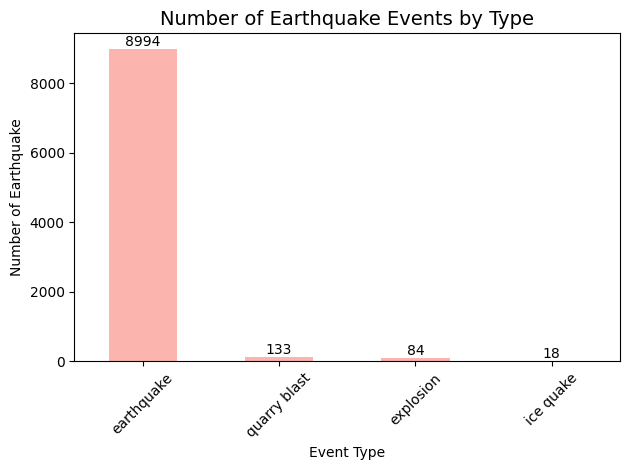 Number of Earthquake Events by Type
Number of Earthquake
8000
6000
4000
2000
0
8994
133
84
18
earthquake
quarry blast
explosion
ice quake
Event Type